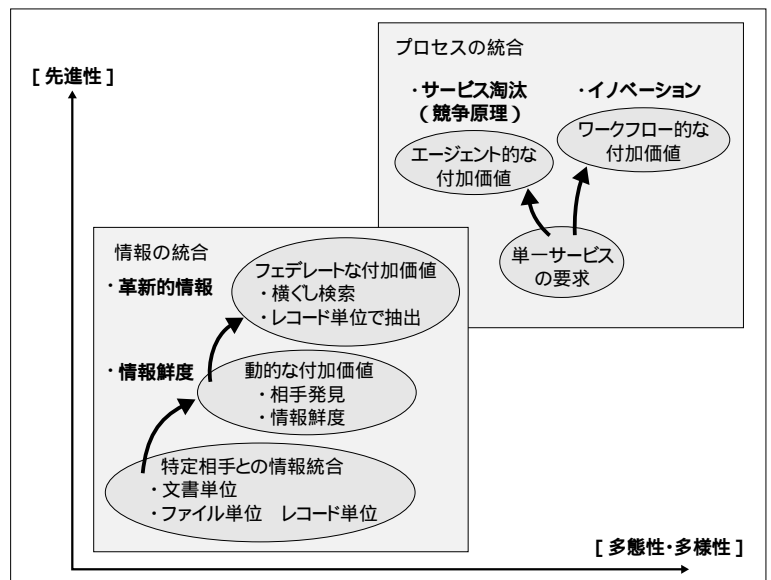 プロセスの統合
[ 先進性 ]
・サービス淘汰
( 競争原理 )
・イノベーション
エージェント的な
付加価値
ワークフロー的な
付加価値
単一サービス
の要求
情報の統合
・革新的情報
フェデレートな付加価値
・横ぐし検索
・レコード単位で抽出
・情報鮮度
動的な付加価値
・相手発見
・情報鮮度
特定相手との情報統合
・文書単位
・ファイル単位　レコード単位
[ 多態性・多様性 ]